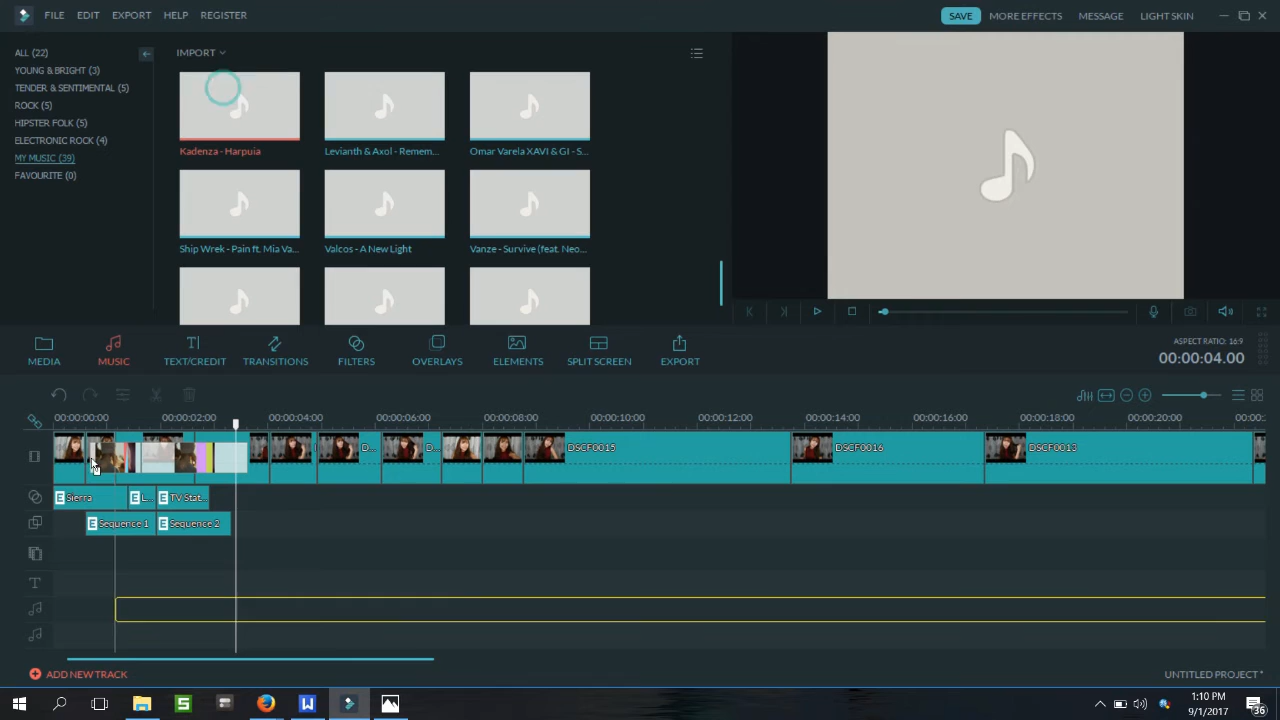 FILE EDIT EXPORT HELP REGISTER SAVE MORE EFFECTS MESSAGE LIGHT SKIN
ALL (22)
YOUNG & BRIGHT (3)
TENDER & SENTIMENTAL (5)
ROCK (5)
HIPSTER FOLK (5)
ELECTRONIC ROCK (4)
MY MUSIC (39)
FAVOURITE (0)
IMPORT
Kadenza - Harpuia Levianth & Axol - Remem... Omar Varela XAVI & GI - S...
Ship Wrek - Pain ft. Mia Va... Valcos - A New Light Vanze - Survive (feat. Neo...
MEDIA MUSIC TEXT/CREDIT TRANSITIONS FILTERS OVERLAYS ELEMENTS SPLIT SCREEN EXPORT
ASPECT RATIO: 16:9
00:00:04.00
00:00:00:00 00:00:02:00 00:00:04:00 00:00:06:00 00:00:08:00 00:00:10:00 00:00:12:00 00:00:14:00 00:00:16:00 00:00:18:00 00:00:20:00
D... D... DSCF0015 DSCF0016 DSCF0013
E Sierra E L... E TV Stat...
E Sequence 1 E Sequence 2
T
ADD NEW TRACK UNTITLED PROJECT *
1:10 PM
9/1/2017
36